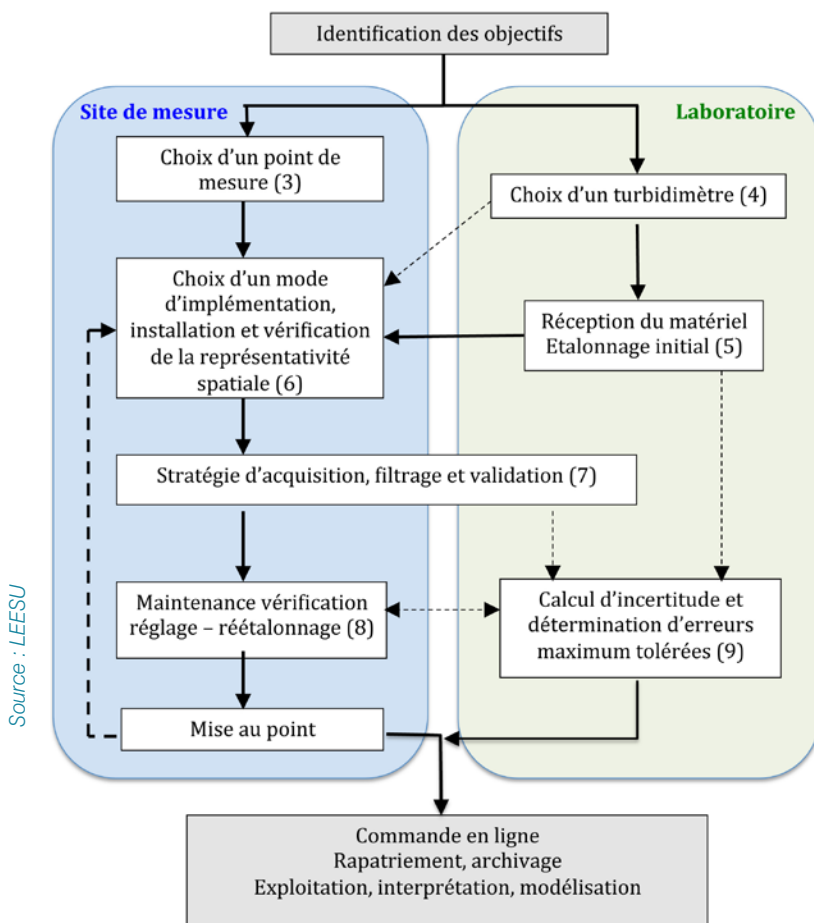 Identification des objectifs
Site de mesure
Laboratoire
Choix d'un point de
mesure (3)
Choix d'un turbidimètre (4)
Choix d'un mode
d'implémentation,
installation et vérification
de la représentativité
spatiale (6)
Réception du matériel
Etalonnage initial (5)
Stratégie d'acquisition, filtrage et validation (7)
Maintenance vérification
réglage – réétalonnage (8)
Calcul d'incertitude et
détermination d'erreurs
maximum tolérées (9)
Mise au point
Commande en ligne
Rapatriement, archivage
Exploitation, interprétation, modélisation
Source : LEESU